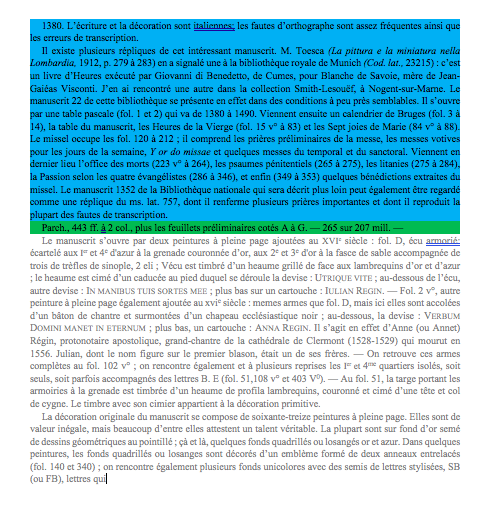 1380. L'écriture et la décoration sont italiennes; les fautes d'orthographe sont assez fréquentes ainsi que
les erreurs de transcription.
Il existe plusieurs répliques de cet intéressant manuscrit. M. Toesca (La pittura e la miniatura nella
Lombardia, 1912, p. 279 à 283) en a signalé une à la bibliothèque royale de Munich (Cod. lat., 23215) : c'est
un livre d'Heures exécuté par Giovanni di Benedetto, de Cumes, pour Blanche de Savoie, mère de Jean-
Galéas Visconti. J'en ai rencontré une autre dans la collection Smith-Lesouëf, à Nogent-sur-Marne. Le
manuscrit 22 de cette bibliothèque se présente en effet dans des conditions à peu près semblables. Il s'ouvre
par une table pascale (fol. 1 et 2) qui va de 1380 à 1490. Viennent ensuite un calendrier de Bruges (fol. 3 à
14), la table du manuscrit, les Heures de la Vierge (fol. 15 v° à 83) et les Sept joies de Marie (84 v° à 88).
Le missel occupe les fol. 120 à 212 ; il comprend les prières préliminaires de la messe, les messes votives
pour les jours de la semaine, Y or do missae et quelques messes du temporal et du sanctoral. Viennent en
dernier lieu l'office des morts (223 v° à 264), les psaumes pénitentiels (265 à 275), les litanies (275 à 284),
la Passion selon les quatre évangélistes (286 à 346), et enfin (349 à 353) quelques bénédictions extraites du
missel. Le manuscrit 1352 de la Bibliothèque nationale qui sera décrit plus loin peut également être regardé
comme une réplique du ms. lat. 757, dont il renferme plusieurs prières importantes et dont il reproduit la
plupart des fautes de transcription.
Parch., 443 ff. à 2 col., plus les feuillets préliminaires cotés A à G. — 265 sur 207 mill. —
Le manuscrit s'ouvre par deux peintures à pleine page ajoutées au XVIᵉ siècle : fol. D, écu armorié:
écartelé aux Iᵉʳ et 4ᵉ d'azur à la grenade couronnée d'or, aux 2ᵉ et 3ᵉ d'or à la fasce de sable accompagnée de
trois de trèfles de sinople, 2 eli ; Vécu est timbré d'un heaume grillé de face aux lambrequins d'or et d'azur
; le heaume est cimé d'un caducée au pied duquel se déroule la devise : UTRIQUE VITE ; au-dessous de l'écu,
autre devise : IN MANIBUS TUIS SORTES MEE ; plus bas sur un cartouche : IULIAN REGIN. — Fol. 2 v°, autre
peinture à pleine page également ajoutée au xviᵉ siècle : memes armes que fol. D, mais ici elles sont accolées
d'un bâton de chantre et surmontées d'un chapeau ecclésiastique noir ; au-dessous, la devise : VERBUM
DOMINI MANET IN ETERNUM ; plus bas, un cartouche : ANNA REGIN. Il s'agit en effet d'Anne (ou Annet)
Régin, protonotaire apostolique, grand-chantre de la cathédrale de Clermont (1528-1529) qui mourut en
1556. Julian, dont le nom figure sur le premier blason, était un de ses frères. — On retrouve ces armes
complètes au fol. 102 v° ; on rencontre également et à plusieurs reprises les Iᵉʳ et 4ᵐᵉ quartiers isolés, soit
seuls, soit parfois accompagnés des lettres B. E (fol. 51,108 v° et 403 V⁰). — Au fol. 51, la targe portant les
armoiries à la grenade est timbrée d'un heaume de profila lambrequins, couronné et cimé d'une tête et col
de cygne. Le timbre avec son cimier appartient à la décoration primitive.
La décoration originale du manuscrit se compose de soixante-treize peintures à pleine page. Elles sont de
valeur inégale, mais beaucoup d'entre elles attestent un talent véritable. La plupart sont sur fond d'or semé
de dessins géométriques au pointillé ; çà et là, quelques fonds quadrillés ou losangés or et azur. Dans quelques
peintures, les fonds quadrillés ou losanges sont décorés d'un emblème formé de deux anneaux entrelacés
(fol. 140 et 340) ; on rencontre également plusieurs fonds unicolores avec des semis de lettres stylisées, SB
(ou FB), lettres qui